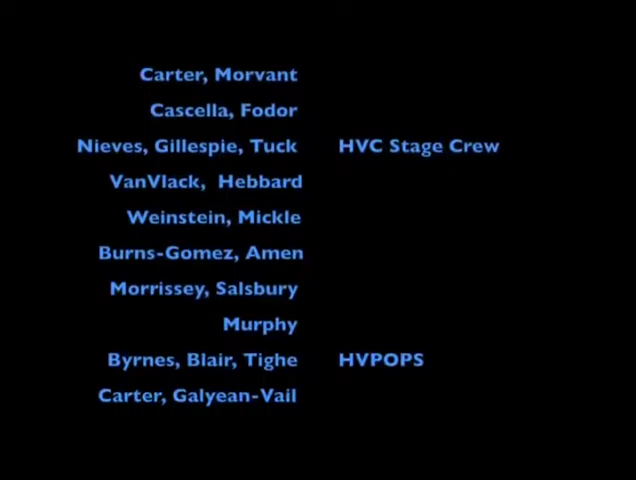 Carter, Morvant
Cascella, Fodor
Nieves, Gillespie, Tuck HVC Stage Crew
VanVlack, Hebbard
Weinstein, Mickle
Burns-Gomez, Amen
Morrissey, Salsbury
Murphy
Byrnes, Blair, Tighe HVPOPS
Carter, Galyean-Vail